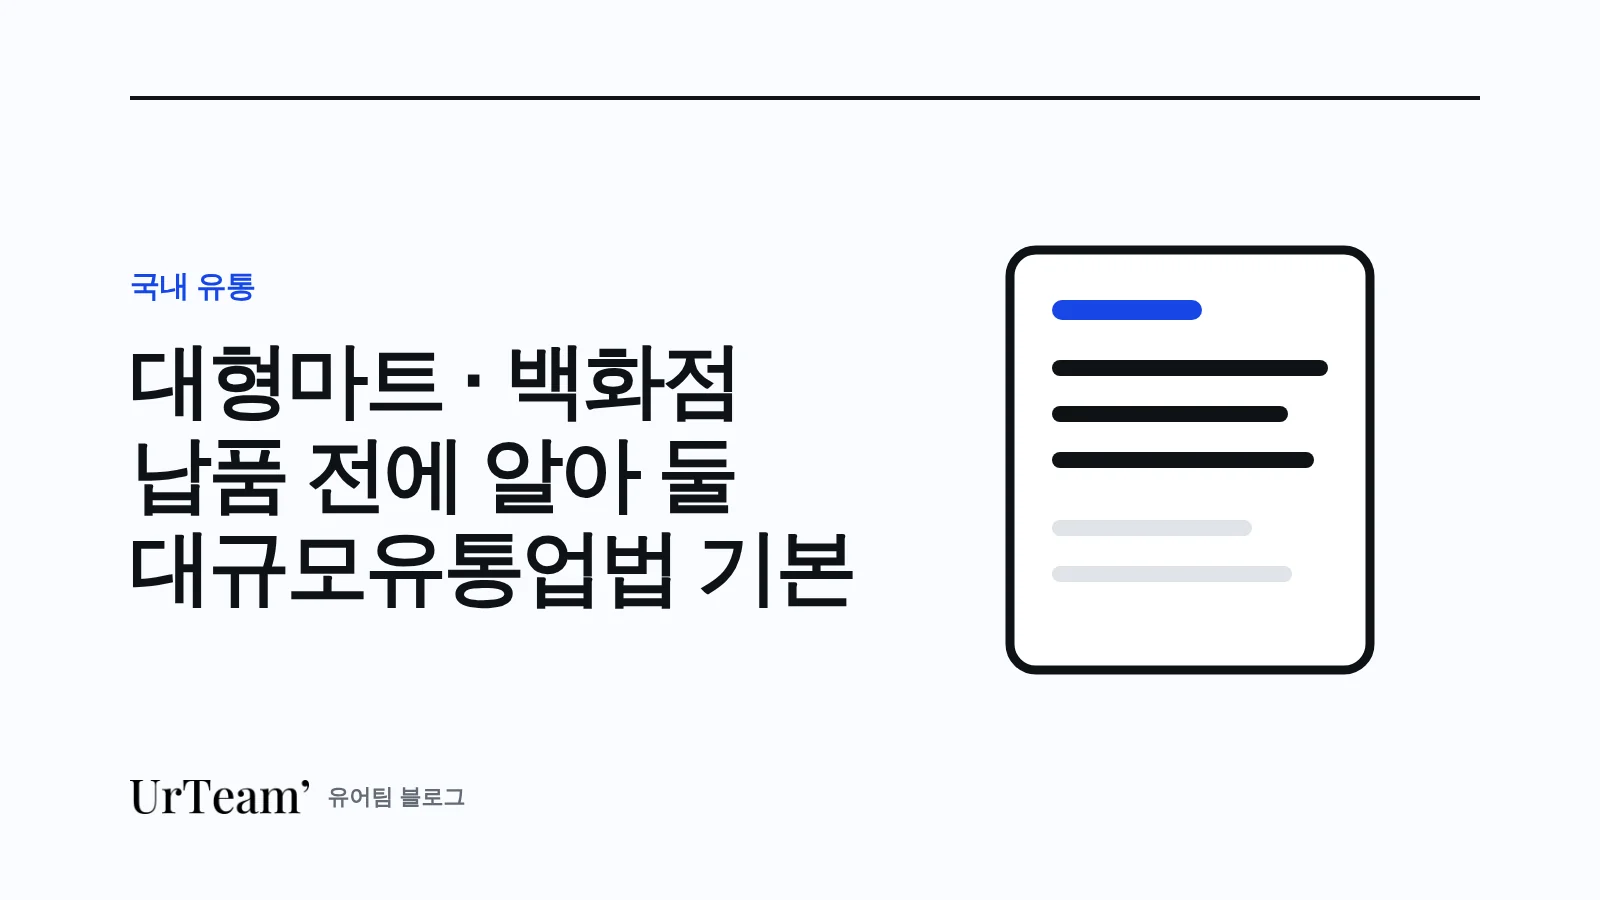 국내 유통
대형마트 · 백화점
납품 전에 알아 둘
대규모유통업법 기본
UrTeam’ 유어팀 블로그